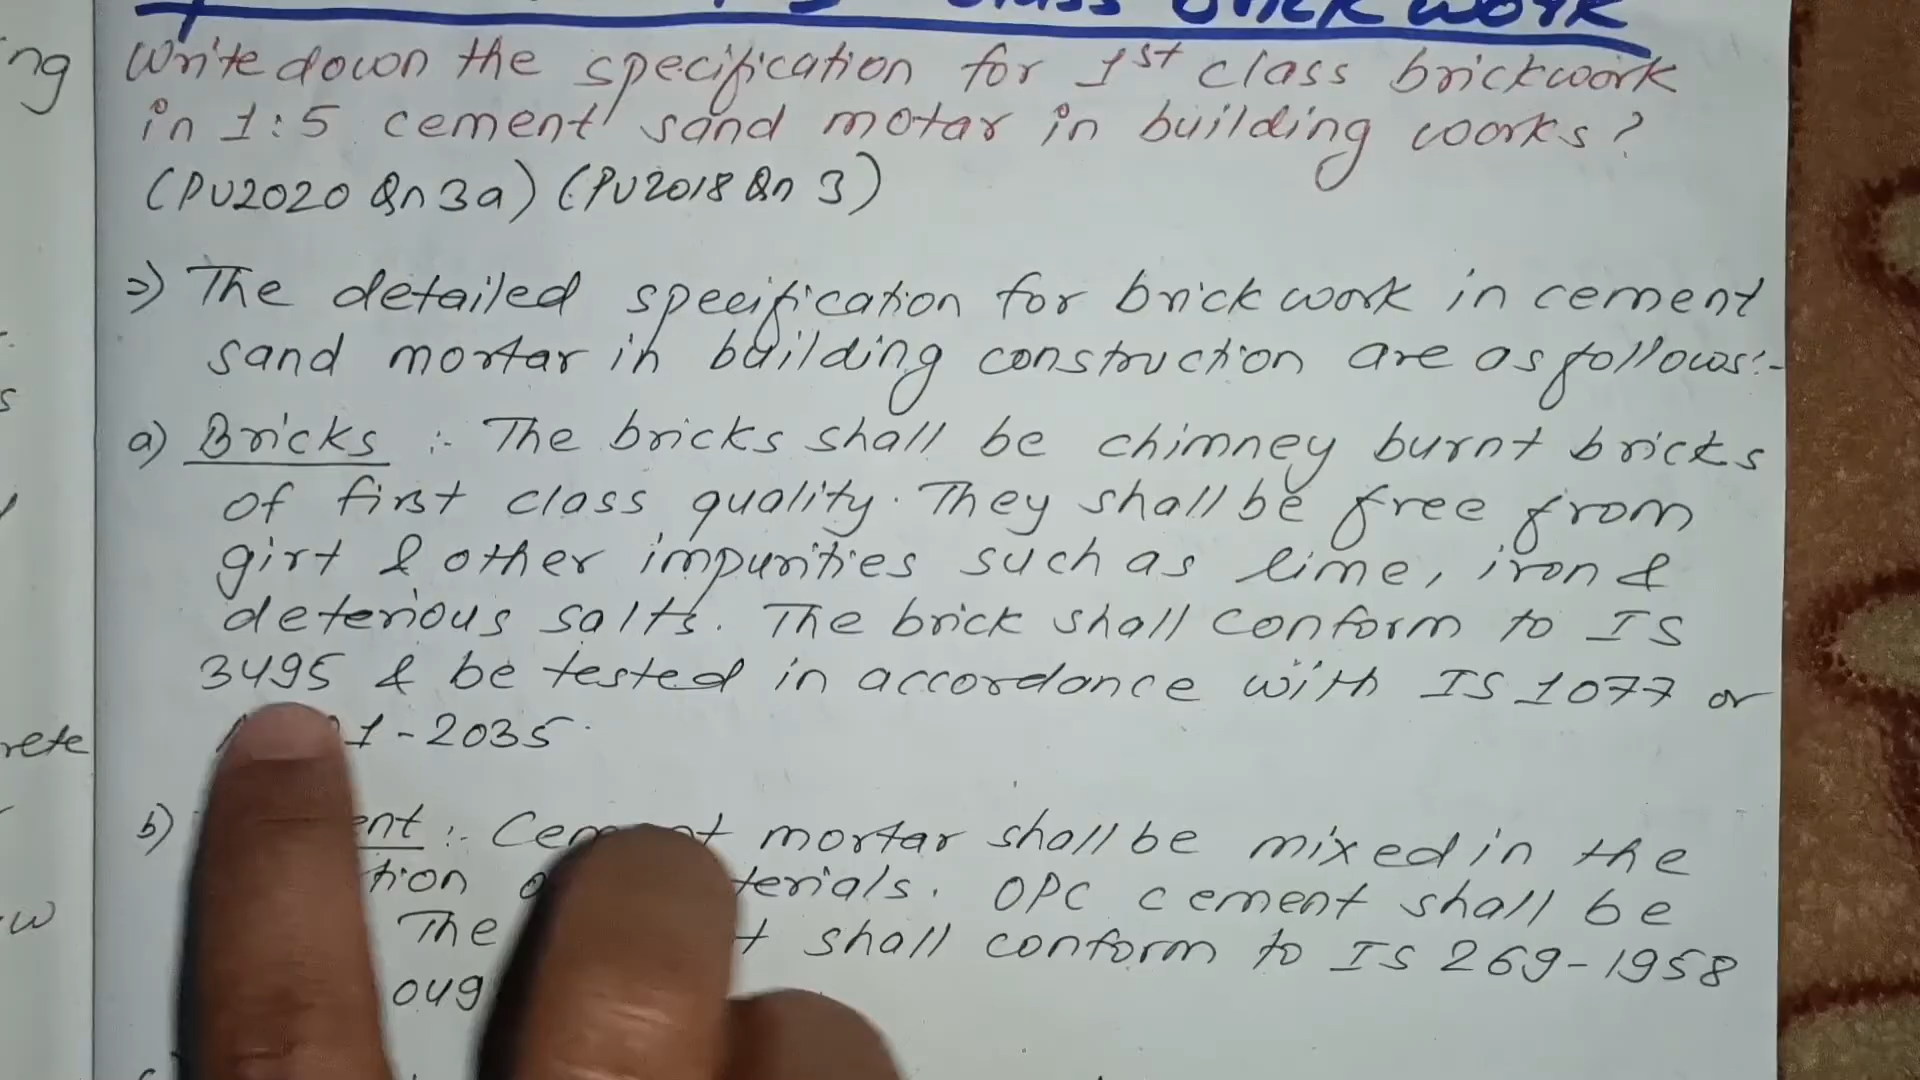 class brick work
Write down the specification for 1st class brickwork
in 1:5 cement sand motar in building works?
(PU2020 Qn 3a) (PU2018 Qn 3)
=> The detailed specification for brick work in cement
sand mortar in building construction are as follows:-
a) Bricks :- The bricks shall be chimney burnt bricks
of first class quality. They shall be free from
girt & other impurities such as lime, iron &
deterious salts. The brick shall conform to IS
3495 & be tested in accordance with IS 1077 or
1-2035.
b) :- mortar shall be mixed in the
OPC cement shall be
The shall conform to IS 269-1958